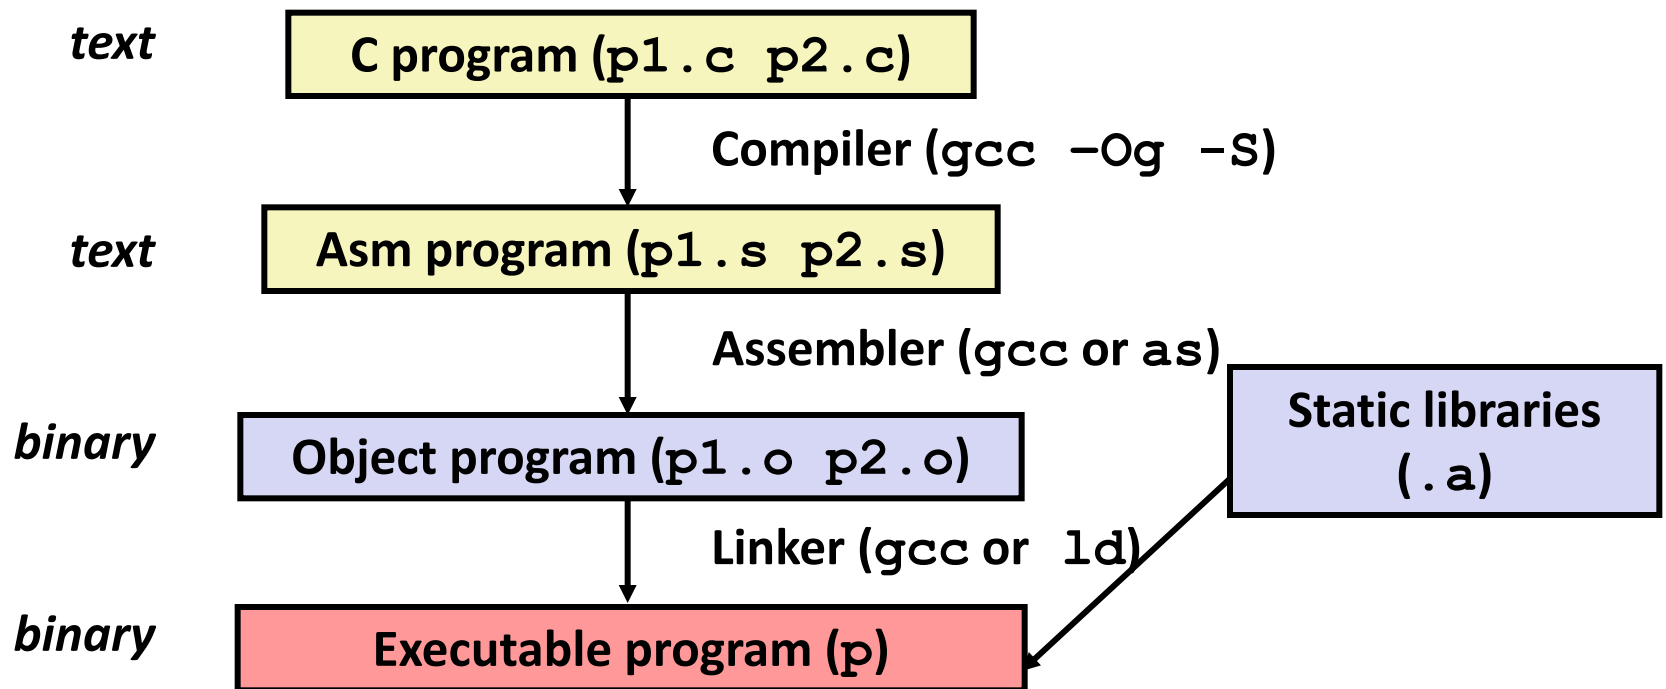 text
C program (p1.c p2.c)
Compiler (gcc –Og -S)
text
Asm program (p1.s p2.s)
Assembler (gcc or as)
Static libraries
(.a)
binary
Object program (p1.o p2.o)
Linker (gcc or ld)
binary
Executable program (p)